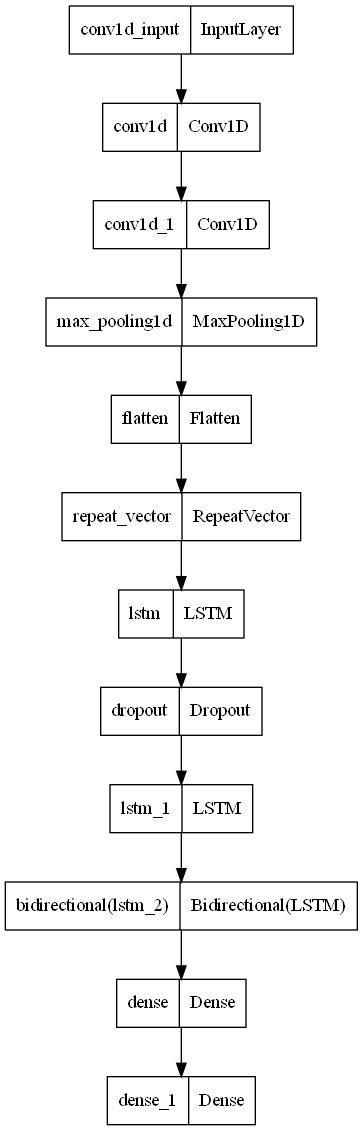 conv1d_input InputLayer
conv1d Conv1D
conv1d_1 Conv1D
max_pooling1d MaxPooling1D
flatten Flatten
repeat_vector RepeatVector
lstm LSTM
dropout Dropout
lstm_1 LSTM
bidirectional(lstm_2) Bidirectional(LSTM)
dense Dense
dense_1 Dense